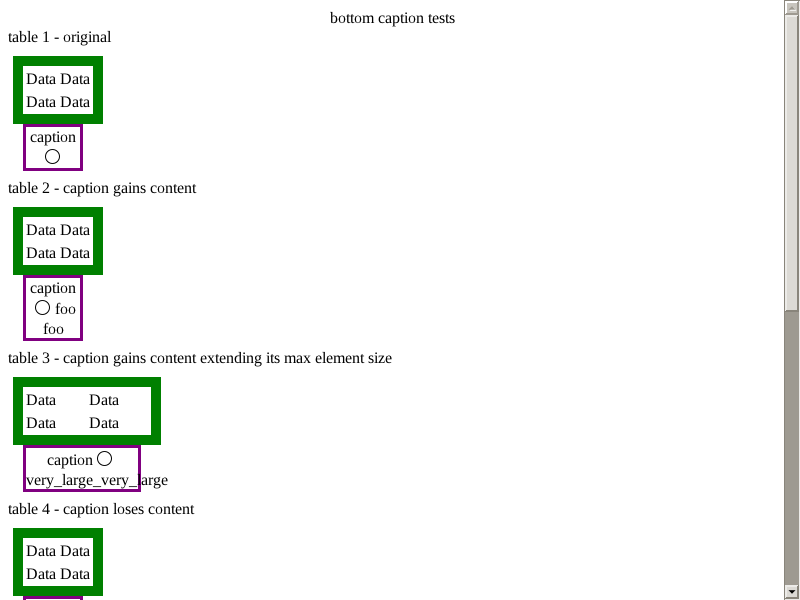 bottom caption tests
table 1 - original
Data Data
Data Data
caption
table 2 - caption gains content
Data Data
Data Data
caption
foo
foo
table 3 - caption gains content extending its max element size
Data Data
Data Data
caption
very_large_very_large
table 4 - caption loses content
Data Data
Data Data